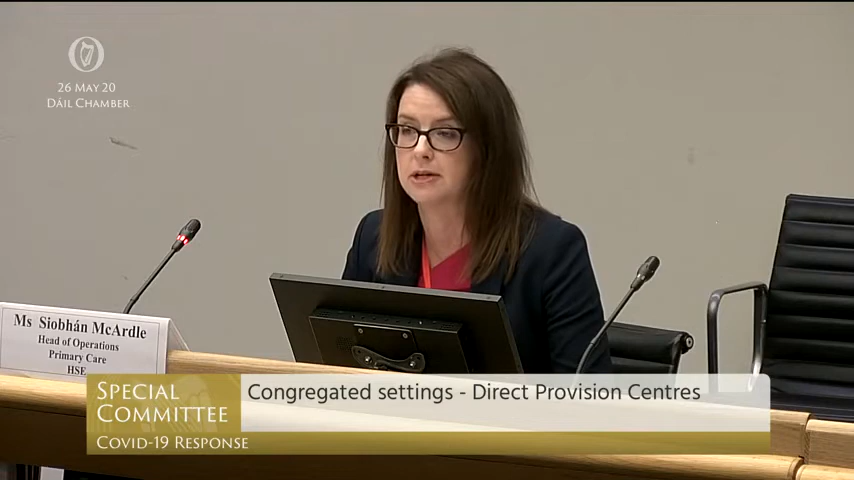 26 May 20
Dáil Chamber
Ms Siobhán McArdle
Head of Operations
Primary Care
HSE
Special
Committee
Covid-19 Response
Congregated settings - Direct Provision Centres